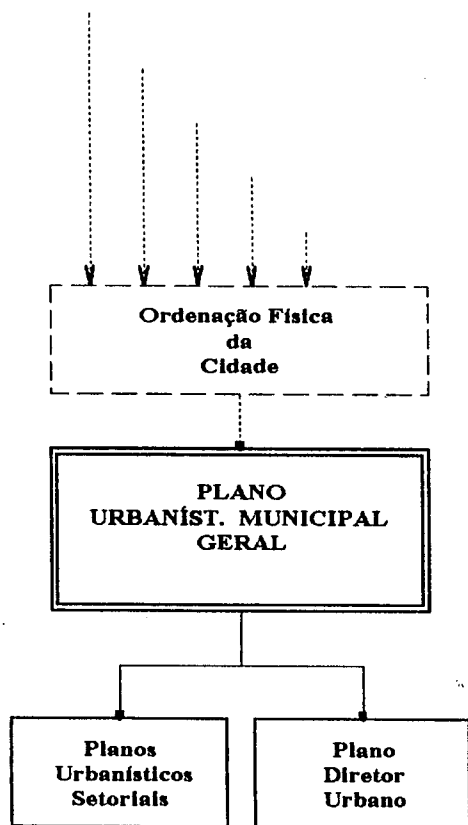 Ordenação Física
da
Cidade
PLANO
URBANÍST. MUNICIPAL
GERAL
Planos
Urbanísticos
Setoriais
Plano
Diretor
Urbano